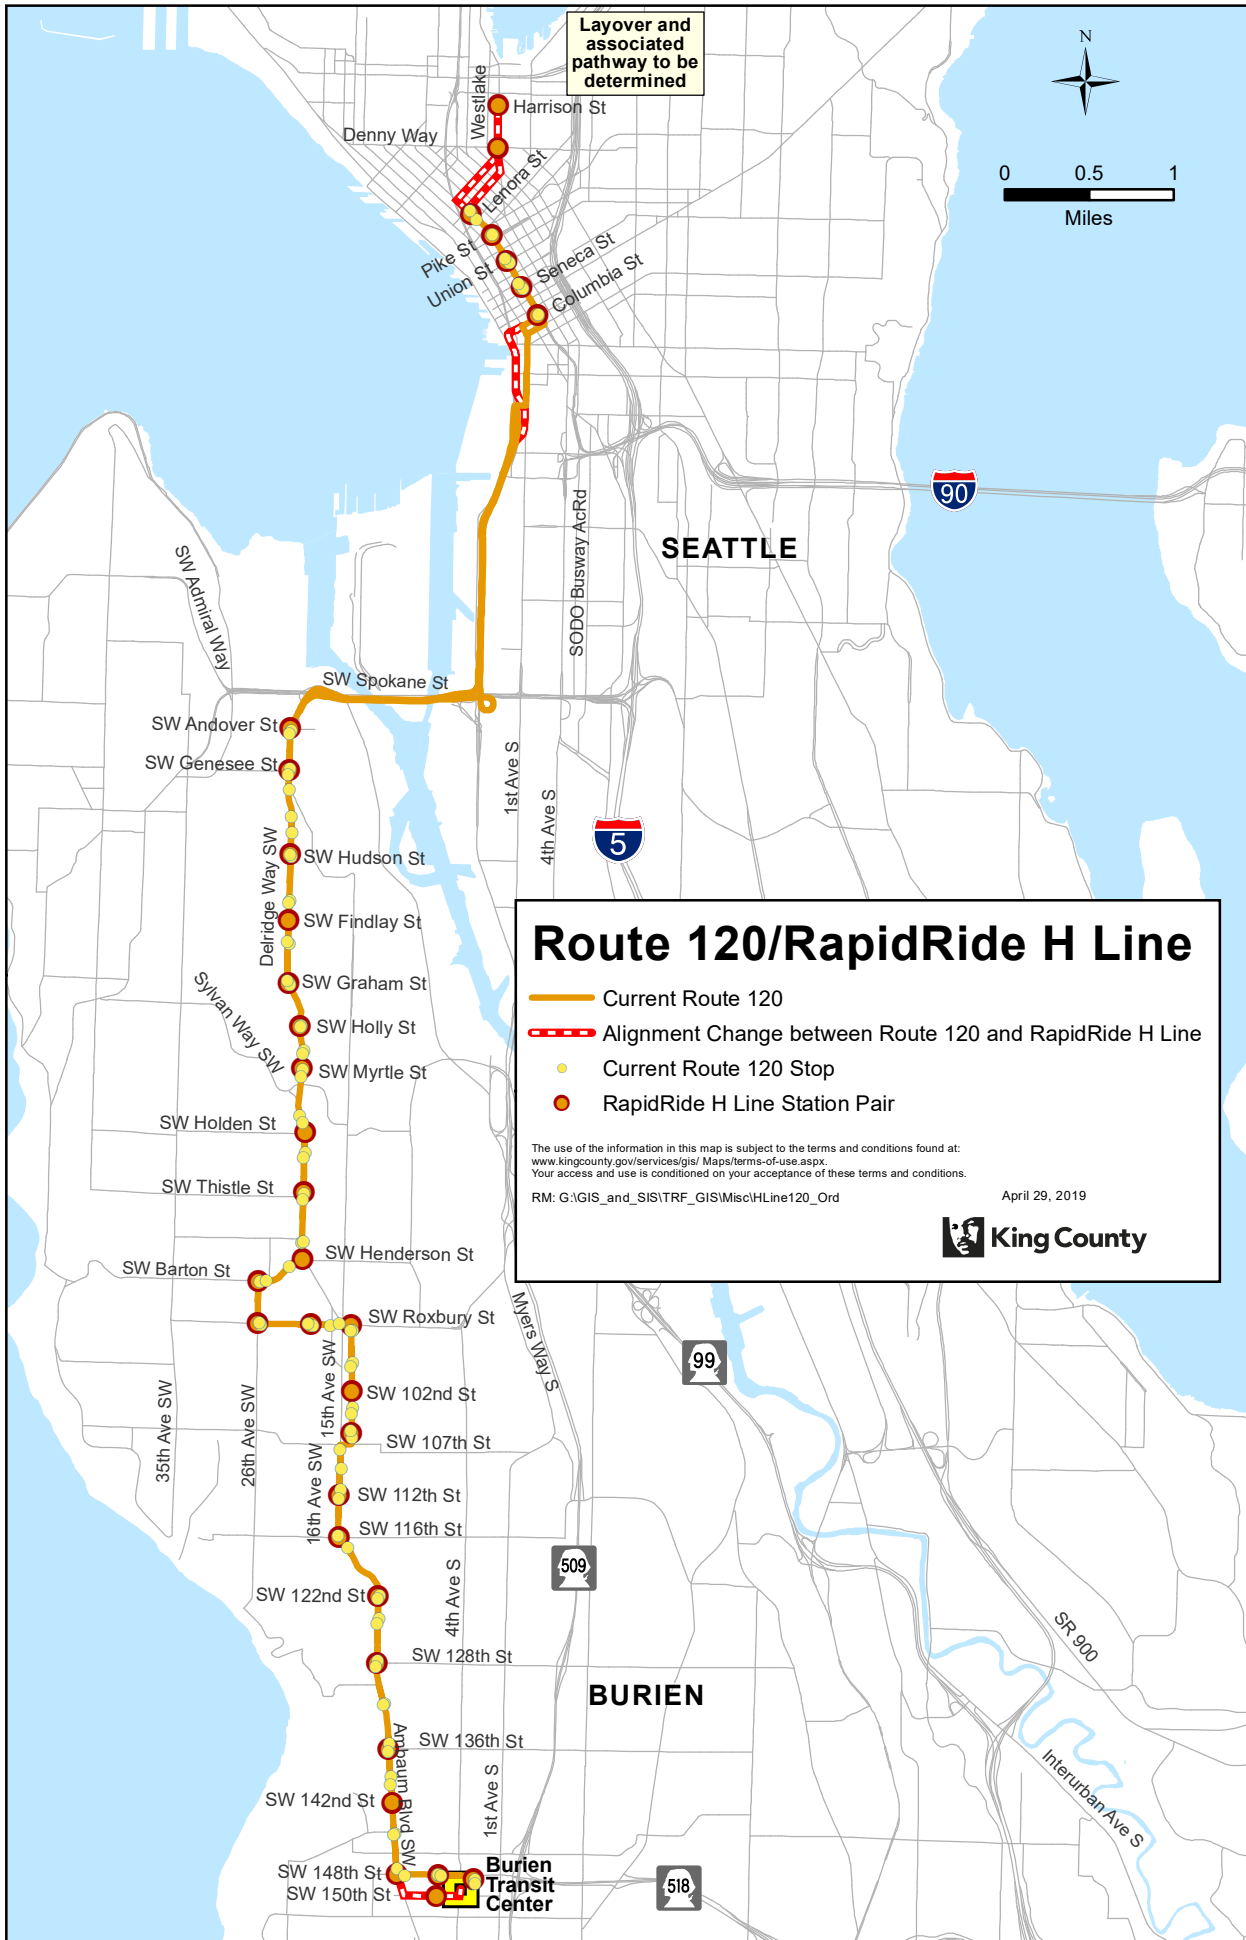 Layover and
associated
pathway to be
determined
N
Westlake
Harrison St
Denny Way
Lenora St
0 0.5 1
Miles
Pike St
Union St
Seneca St
Columbia St
90
SEATTLE
SODO Busway AcRd
SW Admiral Way
SW Spokane St
SW Andover St
SW Genesee St
1st Ave S
4th Ave S
5
Delridge Way SW
SW Hudson St
SW Findlay St
SW Graham St
Sylvan Way SW
SW Holly St
SW Myrtle St
SW Holden St
SW Thistle St
SW Henderson St
SW Barton St
Route 120/RapidRide H Line
Current Route 120
Alignment Change between Route 120 and RapidRide H Line
Current Route 120 Stop
RapidRide H Line Station Pair
The use of the information in this map is subject to the terms and conditions found at:
www.kingcounty.gov/services/gis/ Maps/terms-of-use.aspx.
Your access and use is conditioned on your acceptance of these terms and conditions.
RM: G:\GIS_and_SIS\TRF_GIS\Misc\HLine120_Ord
April 29, 2019
King County
SW Roxbury St
Myers Way S
99
15th Ave SW
SW 102nd St
35th Ave SW
26th Ave SW
SW 107th St
16th Ave SW
SW 112th St
SW 116th St
509
4th Ave S
SW 122nd St
SW 128th St
SR 900
BURIEN
Ambaum Blvd SW
SW 136th St
SW 142nd St
1st Ave S
Interurban Ave S
SW 148th St
SW 150th St
Burien
Transit
Center
518